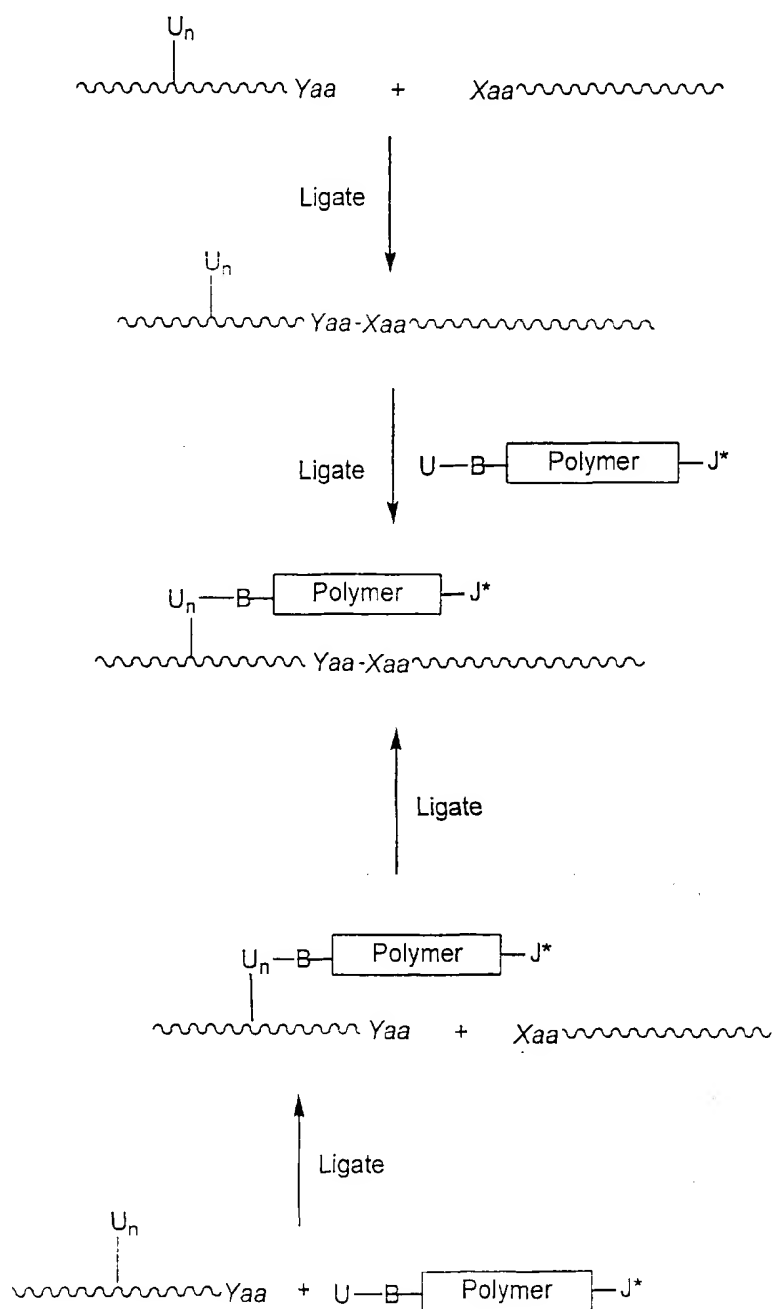 Un
Yaa + Xaa
Ligate
Un
Yaa-Xaa
Ligate U—B—Polymer—J*
Un—B—Polymer—J*
Yaa-Xaa
Ligate
Un—B—Polymer—J*
Yaa + Xaa
Ligate
Un
Yaa + U—B—Polymer—J*